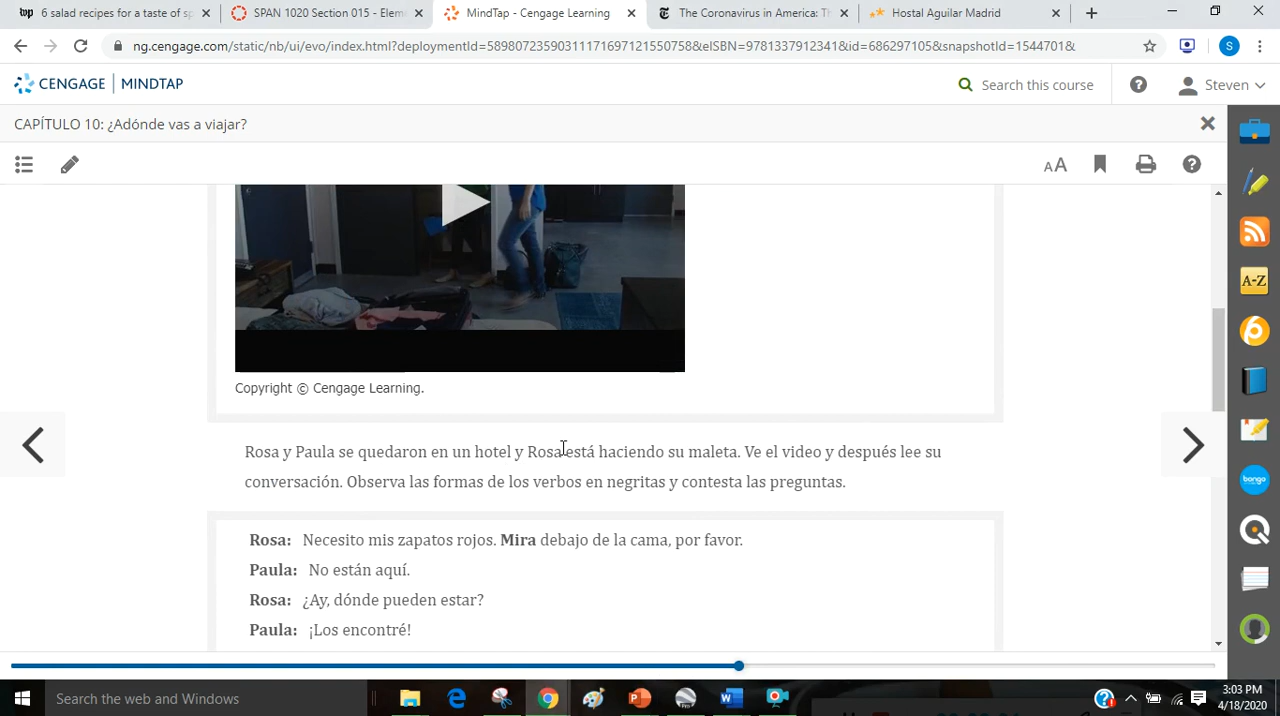 6 salad recipes for a taste of sp
SPAN 1020 Section 015 - Elem
MindTap - Cengage Learning
The Coronavirus in America: Th
Hostal Aguilar Madrid
ng.cengage.com/static/nb/ui/evo/index.html?deploymentId=58980723590311171697121550758&eISBN=9781337912341&id=686297105&snapshotId=1544701&
S
CENGAGE | MINDTAP
Search this course
Steven
CAPÍTULO 10: ¿Adónde vas a viajar?
AA
A-Z
Copyright © Cengage Learning.
Rosa y Paula se quedaron en un hotel y Rosa está haciendo su maleta. Ve el video y después lee su
conversación. Observa las formas de los verbos en negritas y contesta las preguntas.
bongo
Rosa: Necesito mis zapatos rojos. Mira debajo de la cama, por favor.
Paula: No están aquí.
Rosa: ¿Ay, dónde pueden estar?
Paula: ¡Los encontré!
Search the web and Windows
3:03 PM
4/18/2020